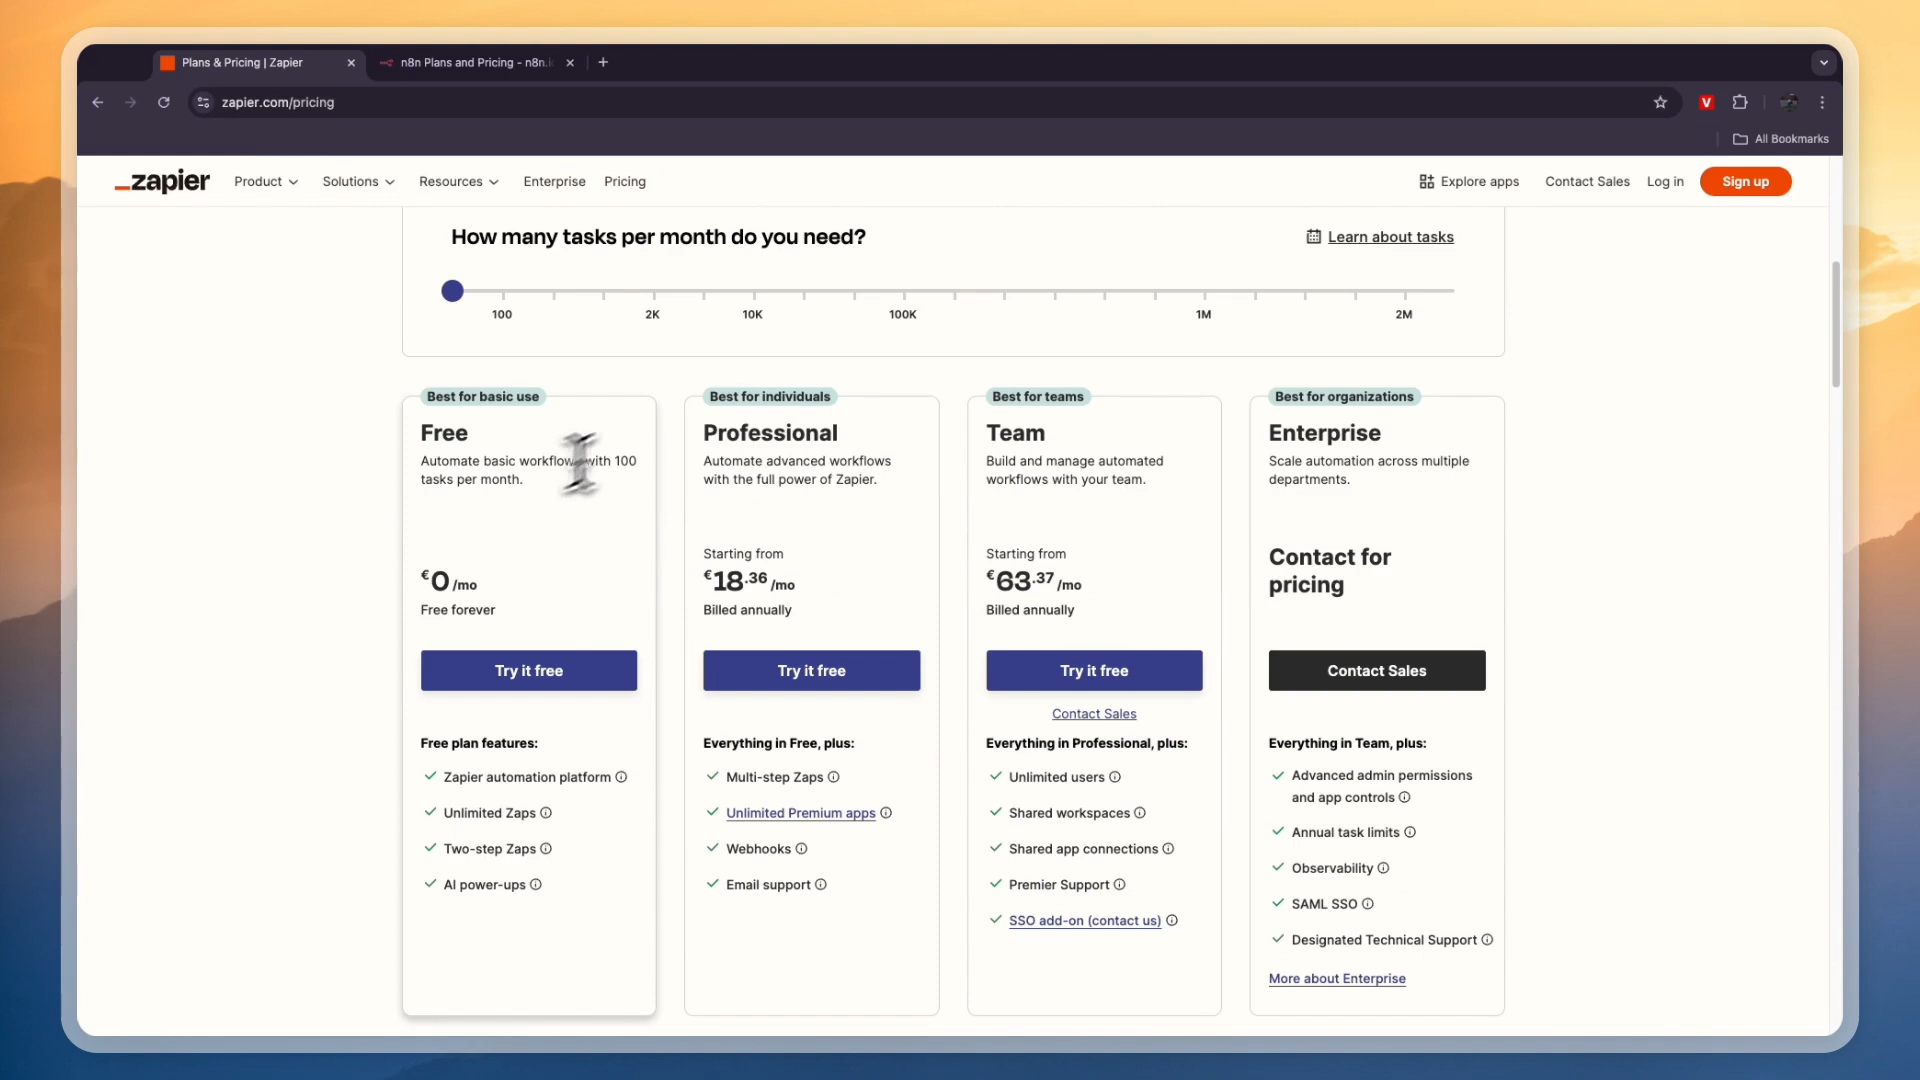 Plans & Pricing | Zapier
n8n Plans and Pricing - n8n.i
zapier.com/pricing
V
All Bookmarks
zapier
Product
Solutions
Resources
Enterprise
Pricing
Explore apps
Contact Sales
Log in
Sign up
How many tasks per month do you need?
Learn about tasks
100
2K
10K
100K
1M
2M
Best for basic use
Free
Automate basic workflows with 100
tasks per month.
€0/mo
Free forever
Try it free
Free plan features:
Zapier automation platform
Unlimited Zaps
Two-step Zaps
AI power-ups
Best for individuals
Professional
Automate advanced workflows
with the full power of Zapier.
Starting from
€18.36/mo
Billed annually
Try it free
Everything in Free, plus:
Multi-step Zaps
Unlimited Premium apps
Webhooks
Email support
Best for teams
Team
Build and manage automated
workflows with your team.
Starting from
€63.37/mo
Billed annually
Try it free
Contact Sales
Everything in Professional, plus:
Unlimited users
Shared workspaces
Shared app connections
Premier Support
SSO add-on (contact us)
Best for organizations
Enterprise
Scale automation across multiple
departments.
Contact for
pricing
Contact Sales
Everything in Team, plus:
Advanced admin permissions
and app controls
Annual task limits
Observability
SAML SSO
Designated Technical Support
More about Enterprise